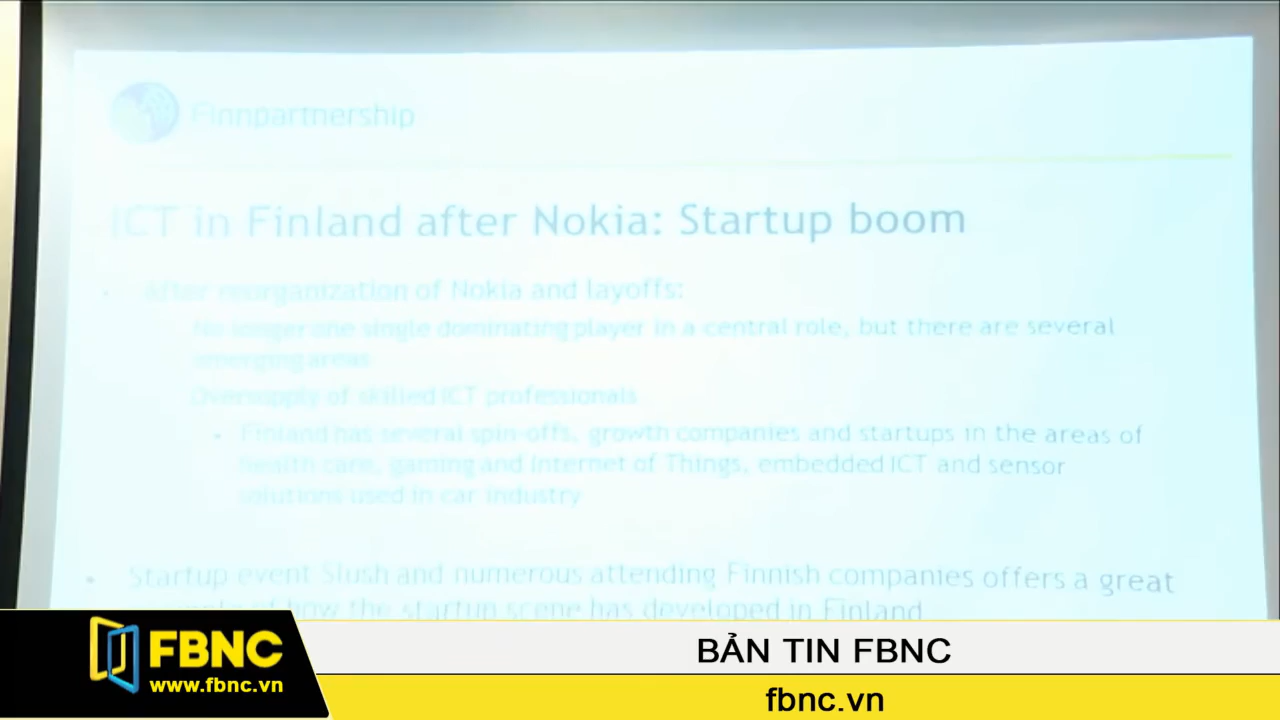 Finnpartnership
ICT in Finland after Nokia: Startup boom
• After reorganization of Nokia and layoffs:
No longer one single dominating player in a central role, but there are several
emerging areas
Oversupply of skilled ICT professionals
• Finland has several spin-offs, growth companies and startups in the areas of
health care, gaming and Internet of Things, embedded ICT and sensor
solutions used in car industry
• Startup event Slush and numerous attending Finnish companies offers a great
of how the startup scene has developed in Finland
FBNC
www.fbnc.vn
BẢN TIN FBNC
fbnc.vn